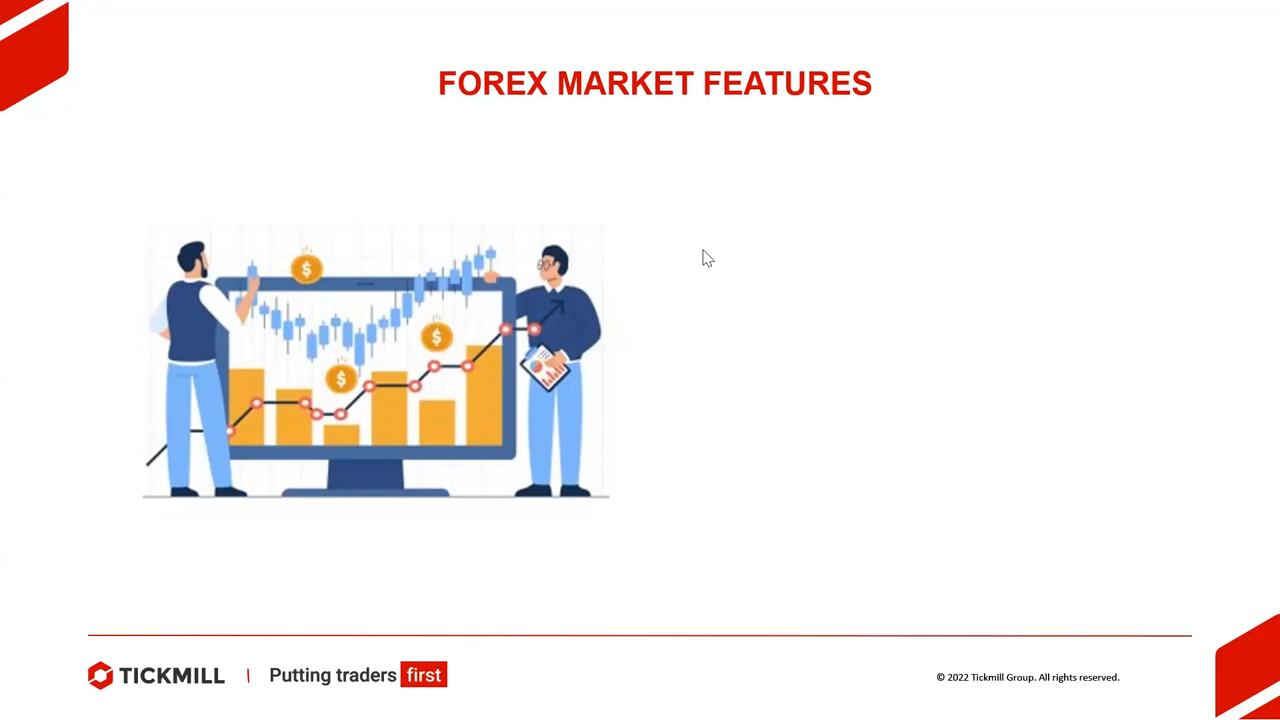 FOREX MARKET FEATURES
$
$
$
TICKMILL | Putting traders first
© 2022 Tickmill Group. All rights reserved.